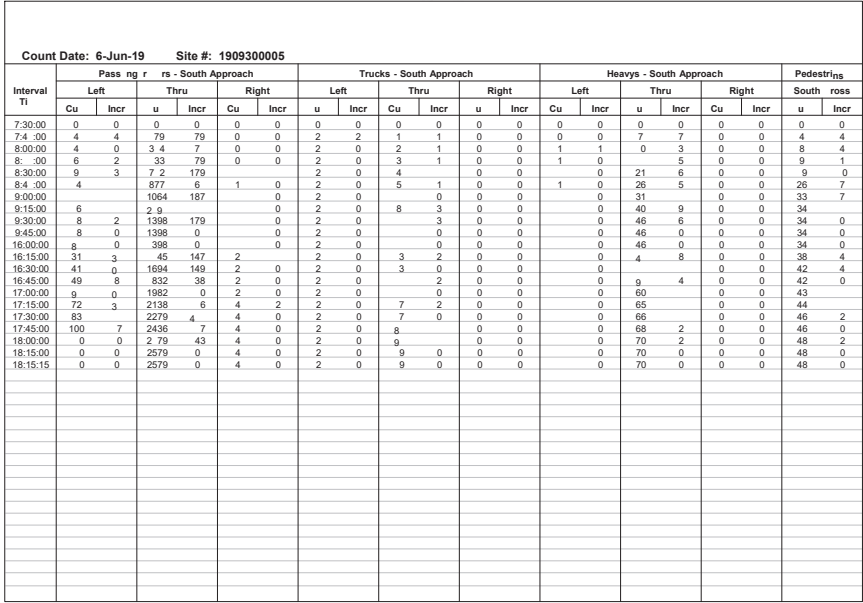 Count Date: 6-Jun-19 Site #: 1909300005
Pass ng r rs - South Approach Trucks - South Approach Heavys - South Approach Pedestrins
Interval Left Thru Right Left Thru Right Left Thru Right South ross
Ti Cu Incr u Incr Cu Incr u Incr Cu Incr u Incr Cu Incr u Incr Cu Incr u Incr
7:30:00 0 0 0 0 0 0 0 0 0 0 0 0 0 0 0 0 0 0 0 0
7:4 :00 4 4 79 79 0 0 2 2 1 1 0 0 0 0 7 7 0 0 4 4
8:00:00 4 0 3 4 7 0 0 2 0 2 1 0 0 1 1 0 3 0 0 8 4
8: :00 6 2 33 79 0 0 2 0 3 1 0 0 1 0 5 0 0 9 1
8:30:00 9 3 7 2 179 2 0 4 0 0 0 21 6 0 0 9 0
8:4 :00 4 877 6 1 0 2 0 5 1 0 0 1 0 26 5 0 0 26 7
9:00:00 1064 187 0 2 0 0 0 0 31 0 0 33 7
9:15:00 6 2 9 0 2 0 8 3 0 0 0 40 9 0 0 34
9:30:00 8 2 1398 179 0 2 0 3 0 0 0 46 6 0 0 34 0
9:45:00 8 0 1398 0 0 2 0 0 0 0 46 0 0 0 34 0
16:00:00 8 0 398 0 0 2 0 0 0 0 46 0 0 0 34 0
16:15:00 31 3 45 147 2 2 0 3 2 0 0 0 4 8 0 0 38 4
16:30:00 41 0 1694 149 2 0 2 0 3 0 0 0 0 0 0 42 4
16:45:00 49 8 832 38 2 0 2 0 2 0 0 0 9 4 0 0 42 0
17:00:00 9 0 1982 0 2 0 2 0 0 0 0 0 60 0 0 43
17:15:00 72 3 2138 6 4 2 2 0 7 2 0 0 0 65 0 0 44
17:30:00 83 2279 4 4 0 2 0 7 0 0 0 0 66 0 0 46 2
17:45:00 100 7 2436 7 4 0 2 0 8 0 0 0 68 2 0 0 46 0
18:00:00 0 0 2 79 43 4 0 2 0 9 0 0 0 70 2 0 0 48 2
18:15:00 0 0 2579 0 4 0 2 0 9 0 0 0 0 70 0 0 0 48 0
18:15:15 0 0 2579 0 4 0 2 0 9 0 0 0 0 70 0 0 0 48 0